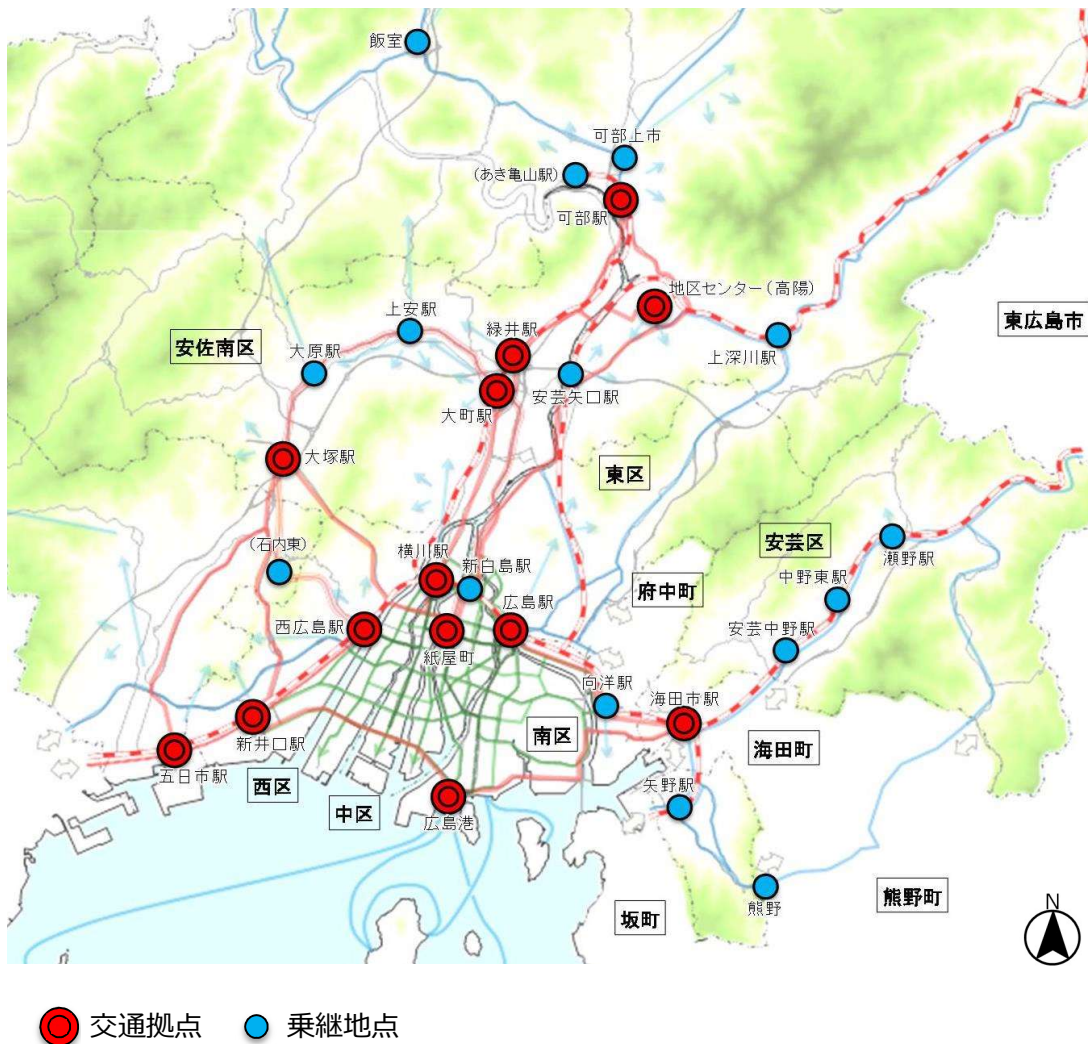 飯室
可部上市
(あき亀山駅)
可部駅
地区センター(高陽)
東広島市
上安駅
緑井駅
安佐南区
大原駅
上深川駅
安芸矢口駅
大町駅
大塚駅
東区
安芸区
(石内東)
横川駅
新白島駅
瀬野駅
中野東駅
府中町
広島駅
西広島駅
安芸中野駅
紙屋町
向洋駅
海田市駅
新井口駅
南区
海田町
五日市駅
西区
矢野駅
中区
広島港
熊野町
熊野
坂町
N
交通拠点
乗継地点